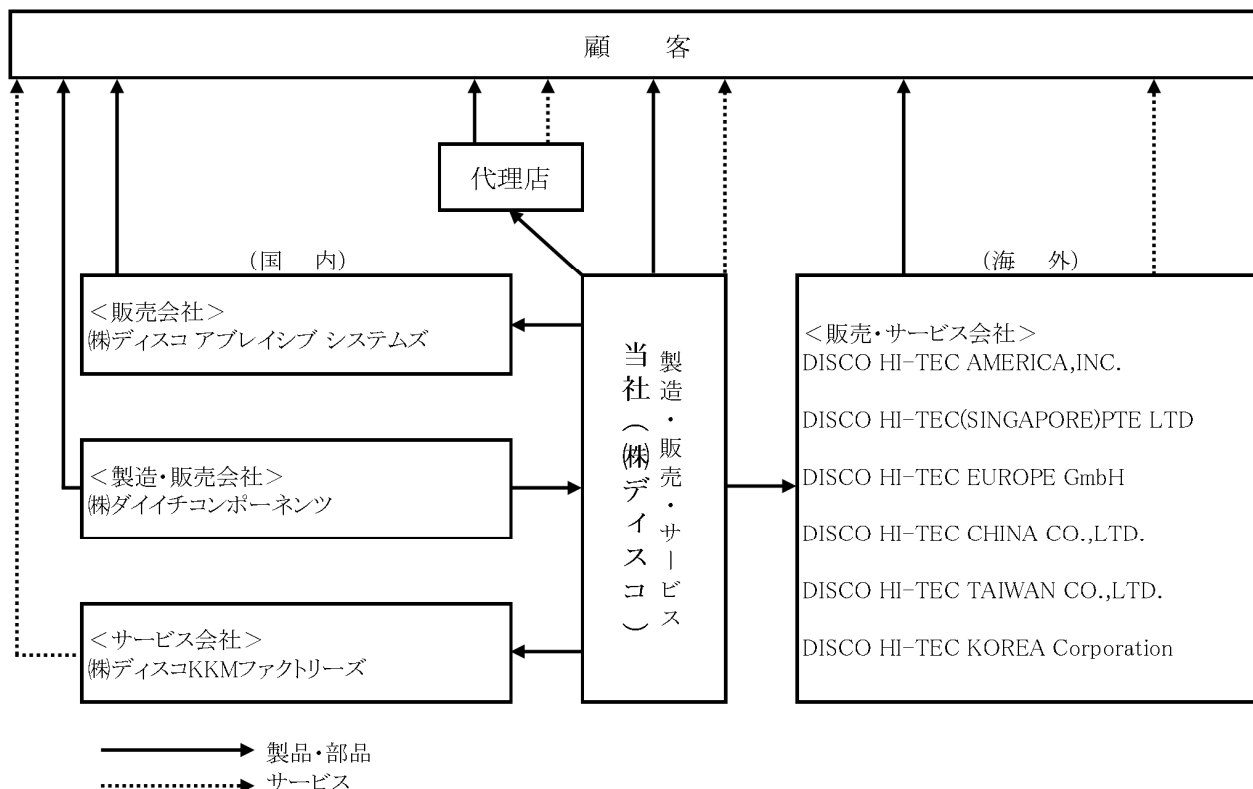 顧 客
代理店
(国 内)
(海 外)
＜販売会社＞
㈱ディスコ アブレイシブ システムズ
＜製造・販売会社＞
㈱ダイイチコンポーネンツ
＜サービス会社＞
㈱ディスコKKMファクトリーズ
製造・販売・サービス
当社(㈱ディスコ)
＜販売・サービス会社＞
DISCO HI-TEC AMERICA,INC.
DISCO HI-TEC(SINGAPORE)PTE LTD
DISCO HI-TEC EUROPE GmbH
DISCO HI-TEC CHINA CO.,LTD.
DISCO HI-TEC TAIWAN CO.,LTD.
DISCO HI-TEC KOREA Corporation
製品・部品
サービス